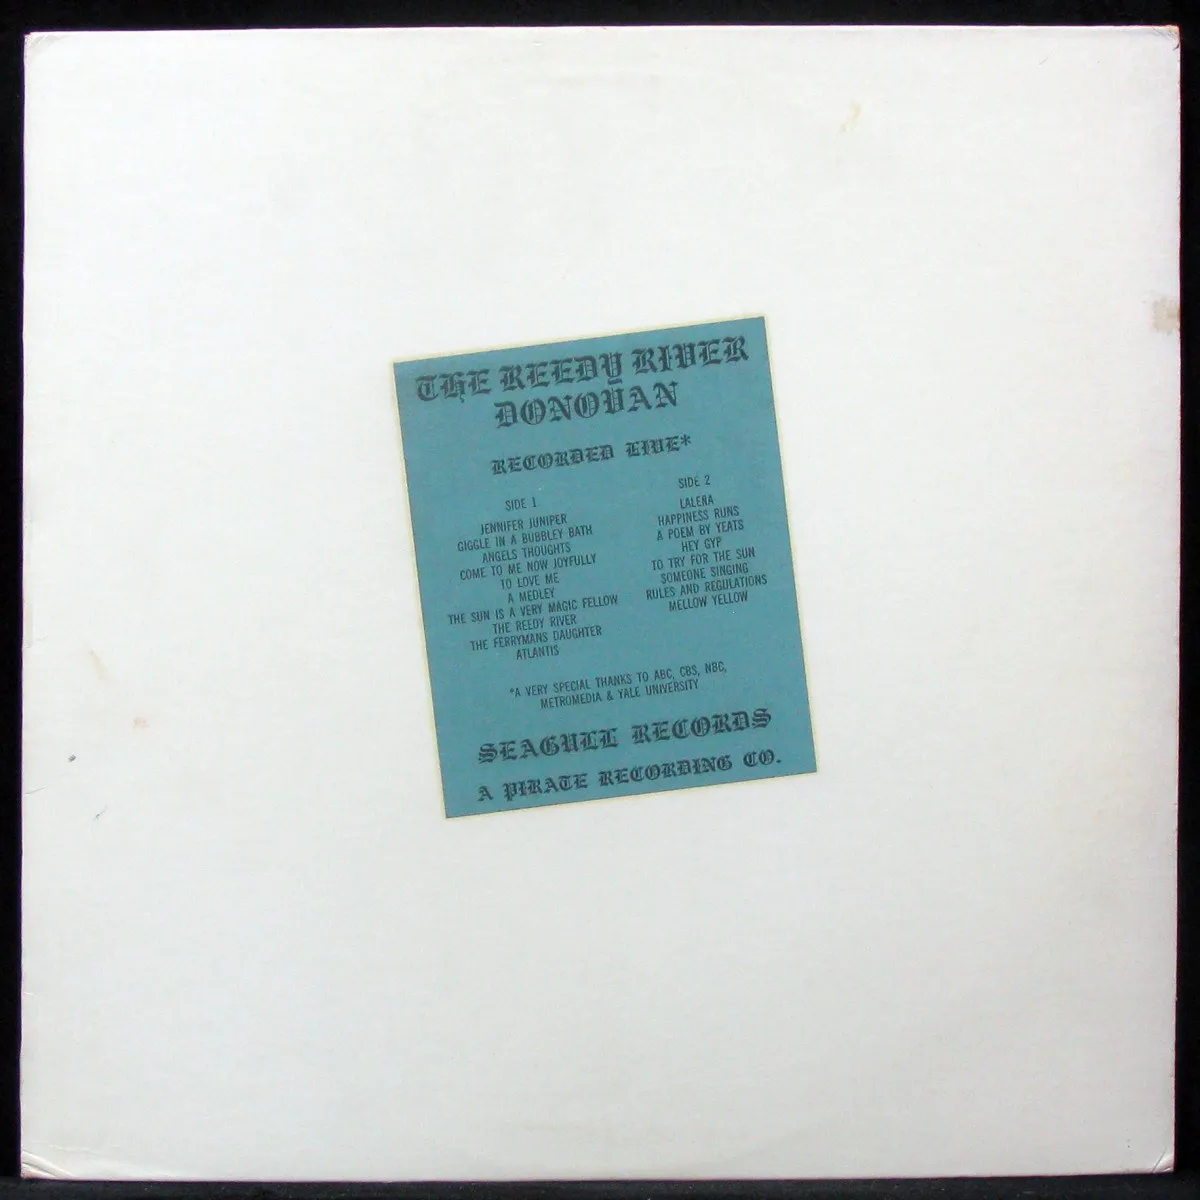 THE REEDY RIVER
DONOVAN
RECORDED LIVE*
SIDE 1
JENNIFER JUNIPER
GIGGLE IN A BUBBLEY BATH
ANGELS THOUGHTS
COME TO ME NOW JOYFULLY
TO LOVE ME
A MEDLEY
THE SUN IS A VERY MAGIC FELLOW
THE REEDY RIVER
THE FERRYMANS DAUGHTER
ATLANTIS
SIDE 2
LALENA
HAPPINESS RUNS
A POEM BY YEATS
HEY GYP
TO TRY FOR THE SUN
SOMEONE SINGING
RULES AND REGULATIONS
MELLOW YELLOW
*A VERY SPECIAL THANKS TO ABC, CBS, NBC,
METROMEDIA & YALE UNIVERSITY
SEAGULL RECORDS
A PIRATE RECORDING CO.